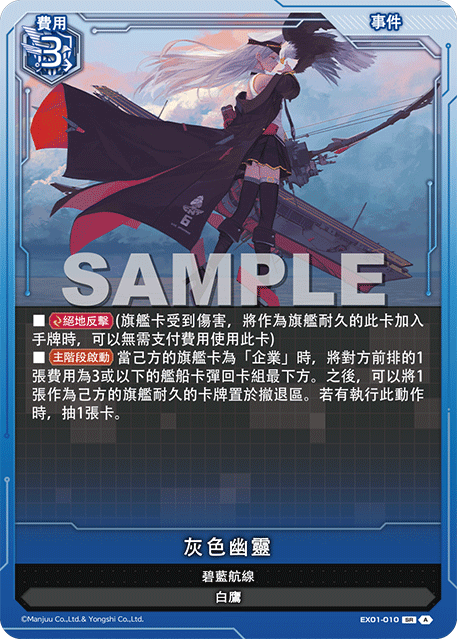 費用
3
事件
SAMPLE
■ 絕地反擊(旗艦卡受到傷害，將作為旗艦耐久的此卡加入
手牌時，可以無需支付費用使用此卡)
■ 主階段啟動 當己方的旗艦卡為「企業」時，將對方前排的1
張費用為3或以下的艦船卡彈回卡組最下方。之後，可以將1
張作為己方的旗艦耐久的卡牌置於撤退區。若有執行此動作
時，抽1張卡。
灰色幽靈
碧藍航線
白鷹
©Manjuu Co.,Ltd.& Yongshi Co.,Ltd.
EX01-010 SR A